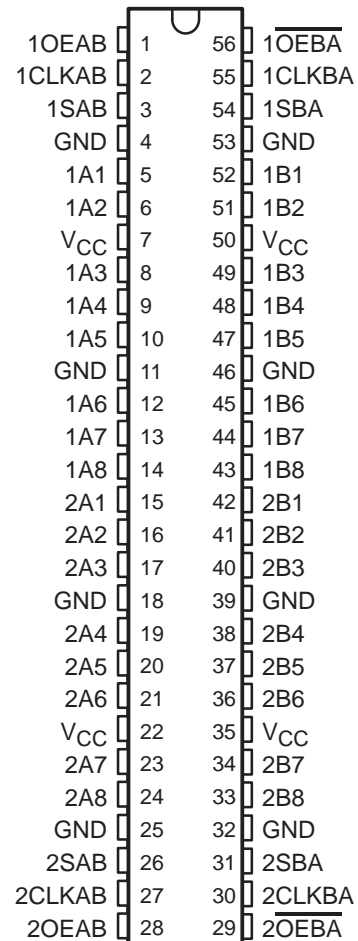 1OEAB 1 56 1OEBA
1CLKAB 2 55 1CLKBA
1SAB 3 54 1SBA
GND 4 53 GND
1A1 5 52 1B1
1A2 6 51 1B2
VCC 7 50 VCC
1A3 8 49 1B3
1A4 9 48 1B4
1A5 10 47 1B5
GND 11 46 GND
1A6 12 45 1B6
1A7 13 44 1B7
1A8 14 43 1B8
2A1 15 42 2B1
2A2 16 41 2B2
2A3 17 40 2B3
GND 18 39 GND
2A4 19 38 2B4
2A5 20 37 2B5
2A6 21 36 2B6
VCC 22 35 VCC
2A7 23 34 2B7
2A8 24 33 2B8
GND 25 32 GND
2SAB 26 31 2SBA
2CLKAB 27 30 2CLKBA
2OEAB 28 29 2OEBA